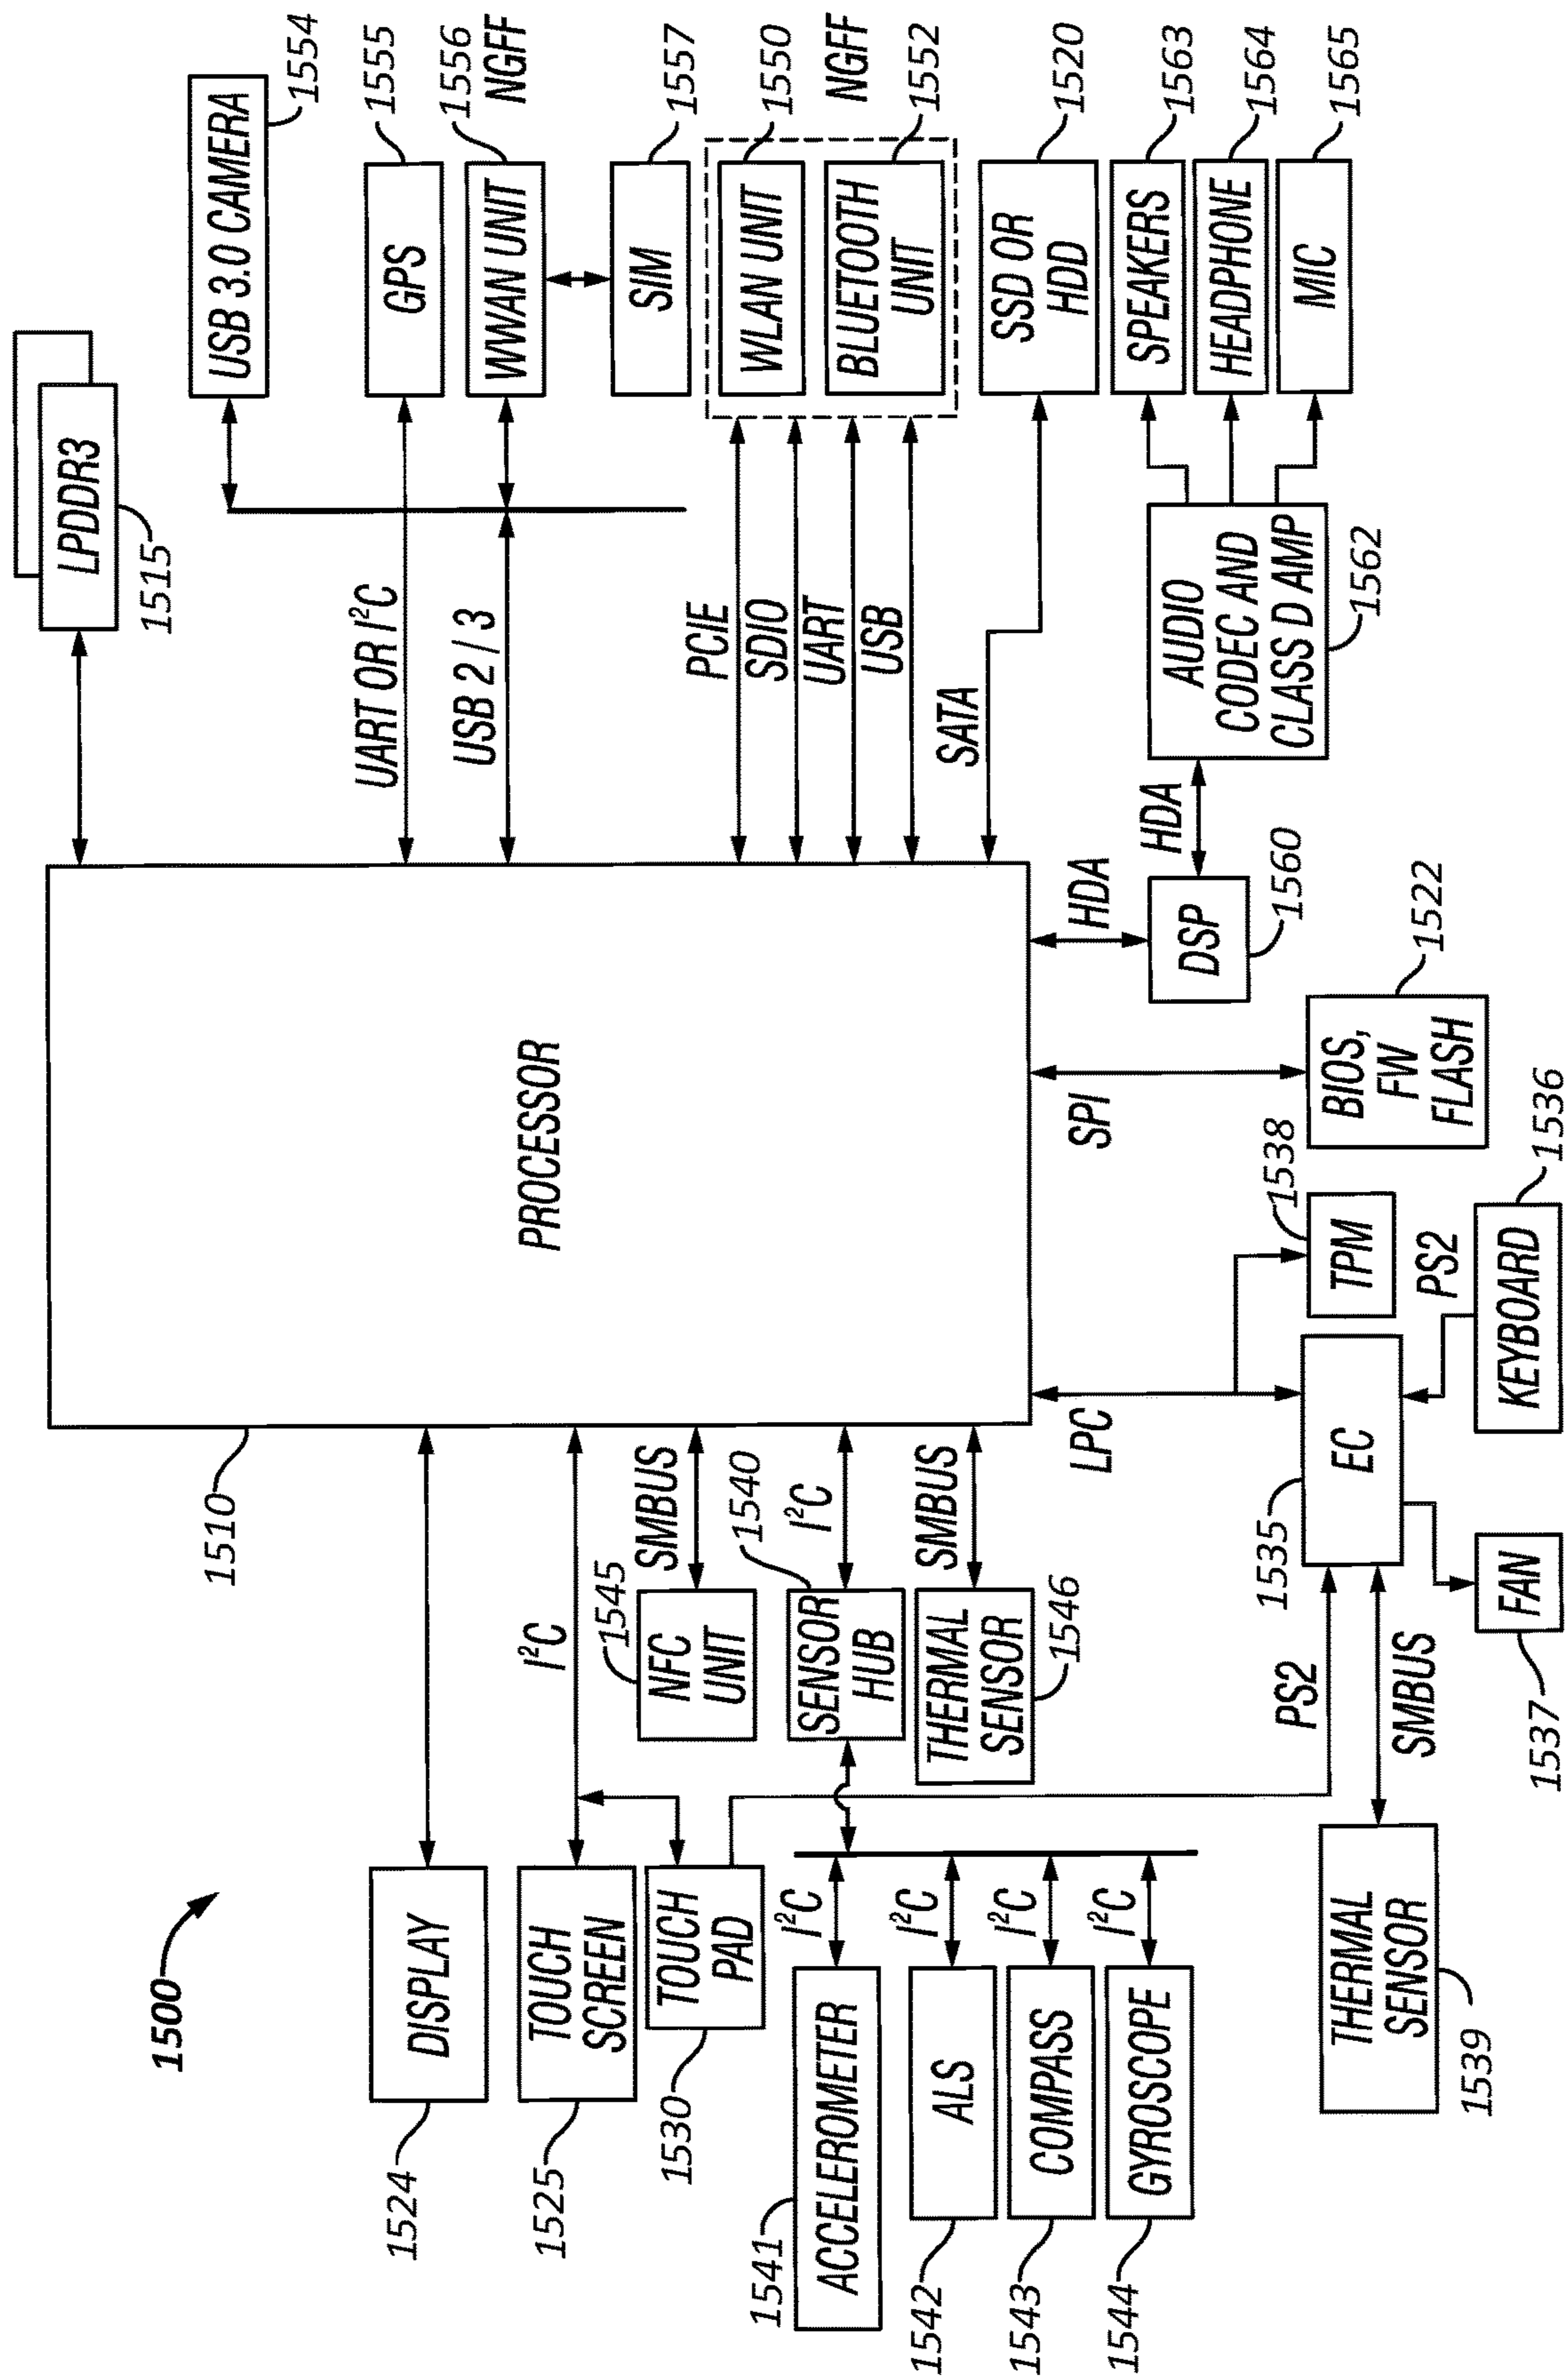 1500
1510
PROCESSOR
LPDDR3
1515
USB 3.0 CAMERA
1554
GPS
1555
UART OR I²C
WWAN UNIT
1556
NGFF
USB 2 / 3
SIM
1557
WLAN UNIT
1550
NGFF
BLUETOOTH
UNIT
1552
PCIE
SDIO
UART
USB
SSD OR
HDD
1520
SATA
SPEAKERS
1563
HEADPHONE
1564
MIC
1565
AUDIO
CODEC AND
CLASS D AMP
1562
HDA
DSP
1560
HDA
BIOS,
FW
FLASH
1522
SPI
TPM
1538
LPC
EC
1535
PS2
KEYBOARD
1536
FAN
1537
PS2
SMBUS
THERMAL
SENSOR
1539
DISPLAY
1524
TOUCH
SCREEN
1525
I²C
TOUCH
PAD
1530
NFC
UNIT
1545
SMBUS
SENSOR
HUB
1540
I²C
THERMAL
SENSOR
1546
SMBUS
ACCELEROMETER
1541
I²C
ALS
1542
I²C
COMPASS
1543
I²C
GYROSCOPE
1544
I²C